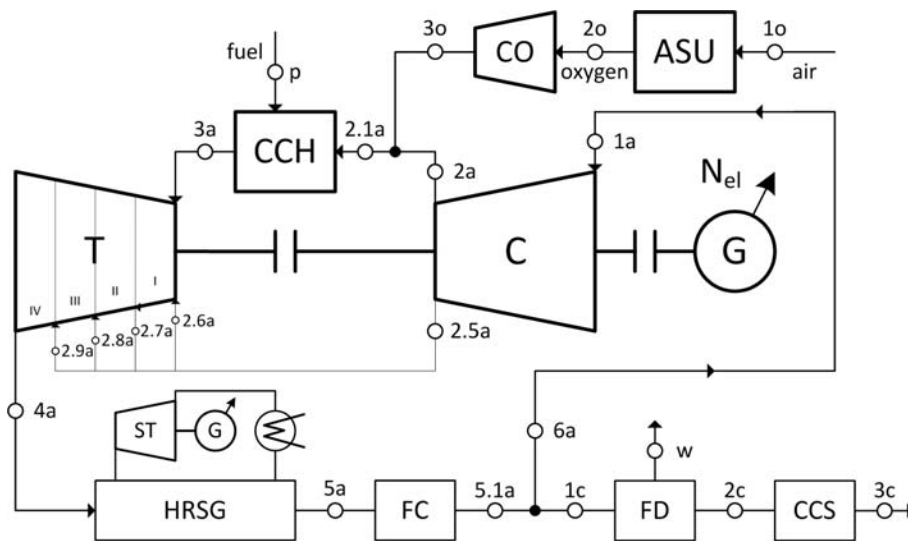 3o 2o 1o
fuel
CO
ASU
p
oxygen
air
3a
2.1a
CCH
1a
2a
N_el
T
C
G
I
II
III
IV
2.6a
2.7a
2.8a
2.9a
2.5a
4a
ST
G
6a
w
5a
5.1a
1c
2c
3c
HRSG
FC
FD
CCS